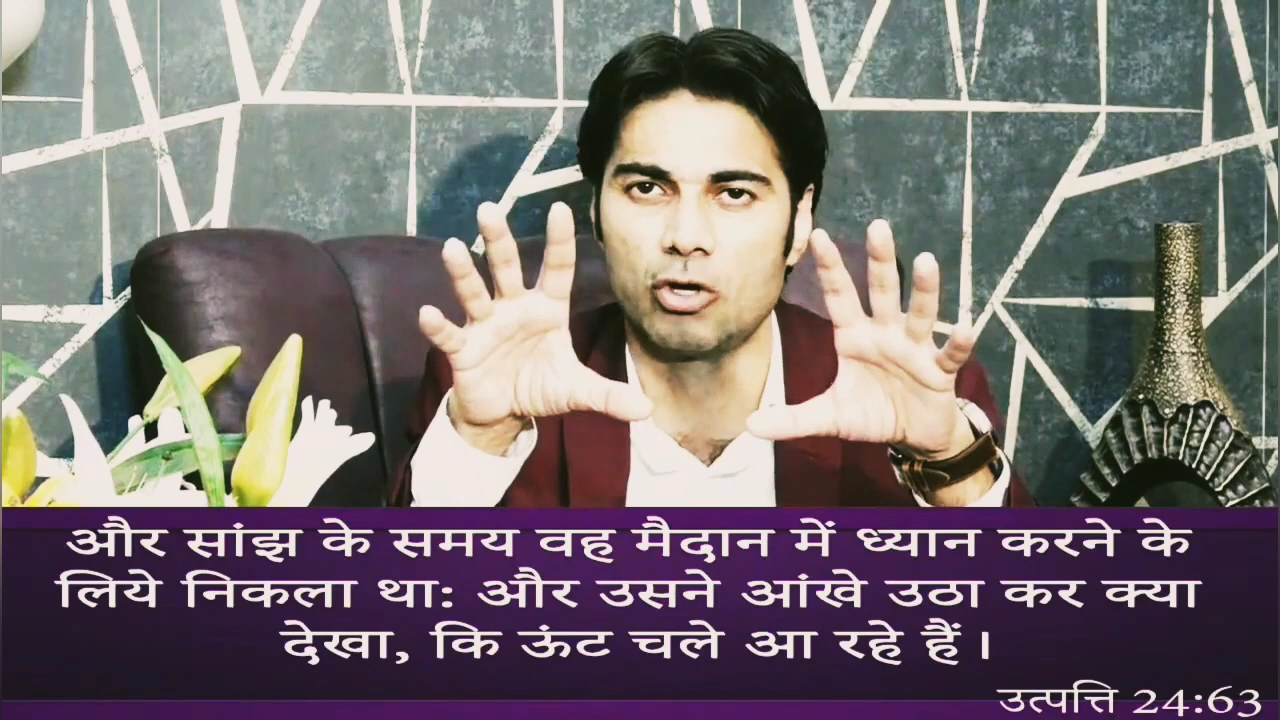 और सांझ के समय वह मैदान में ध्यान करने के
लिये निकला था: और उसने आंखे उठा कर क्या
देखा, कि ऊंट चले आ रहे हैं।
उत्पत्ति 24:63